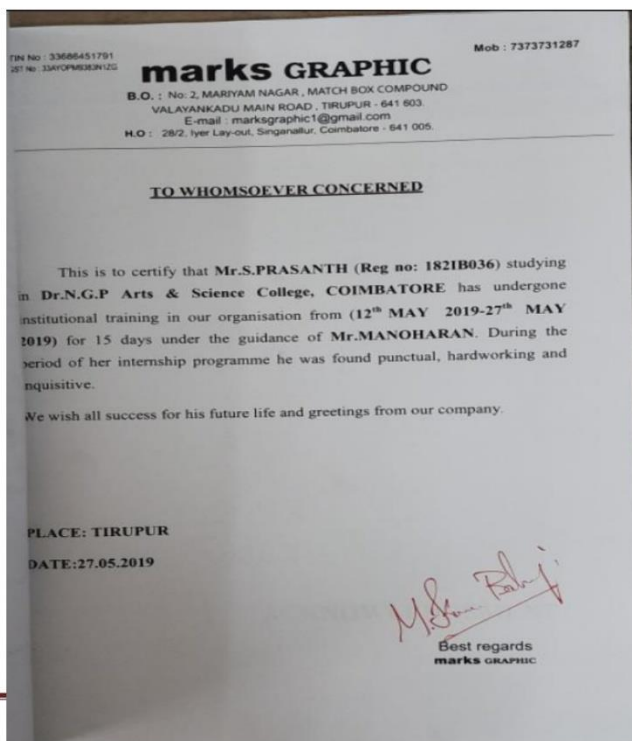 TIN No : 33686451791
GST No : 33AYOPM9383N1ZG
Mob : 7373731287
marks GRAPHIC
B.O. : No: 2, MARIYAM NAGAR , MATCH BOX COMPOUND
VALAYANKADU MAIN ROAD , TIRUPUR - 641 603.
E-mail : marksgraphic1@gmail.com
H.O : 28/2, Iyer Lay-out, Singanallur, Coimbatore - 641 005.
TO WHOMSOEVER CONCERNED
This is to certify that Mr.S.PRASANTH (Reg no: 182IB036) studying
in Dr.N.G.P Arts & Science College, COIMBATORE has undergone
institutional training in our organisation from (12th MAY 2019-27th MAY
2019) for 15 days under the guidance of Mr.MANOHARAN. During the
period of her internship programme he was found punctual, hardworking and
inquisitive.
We wish all success for his future life and greetings from our company.
PLACE: TIRUPUR
DATE:27.05.2019
Best regards
marks GRAPHIC